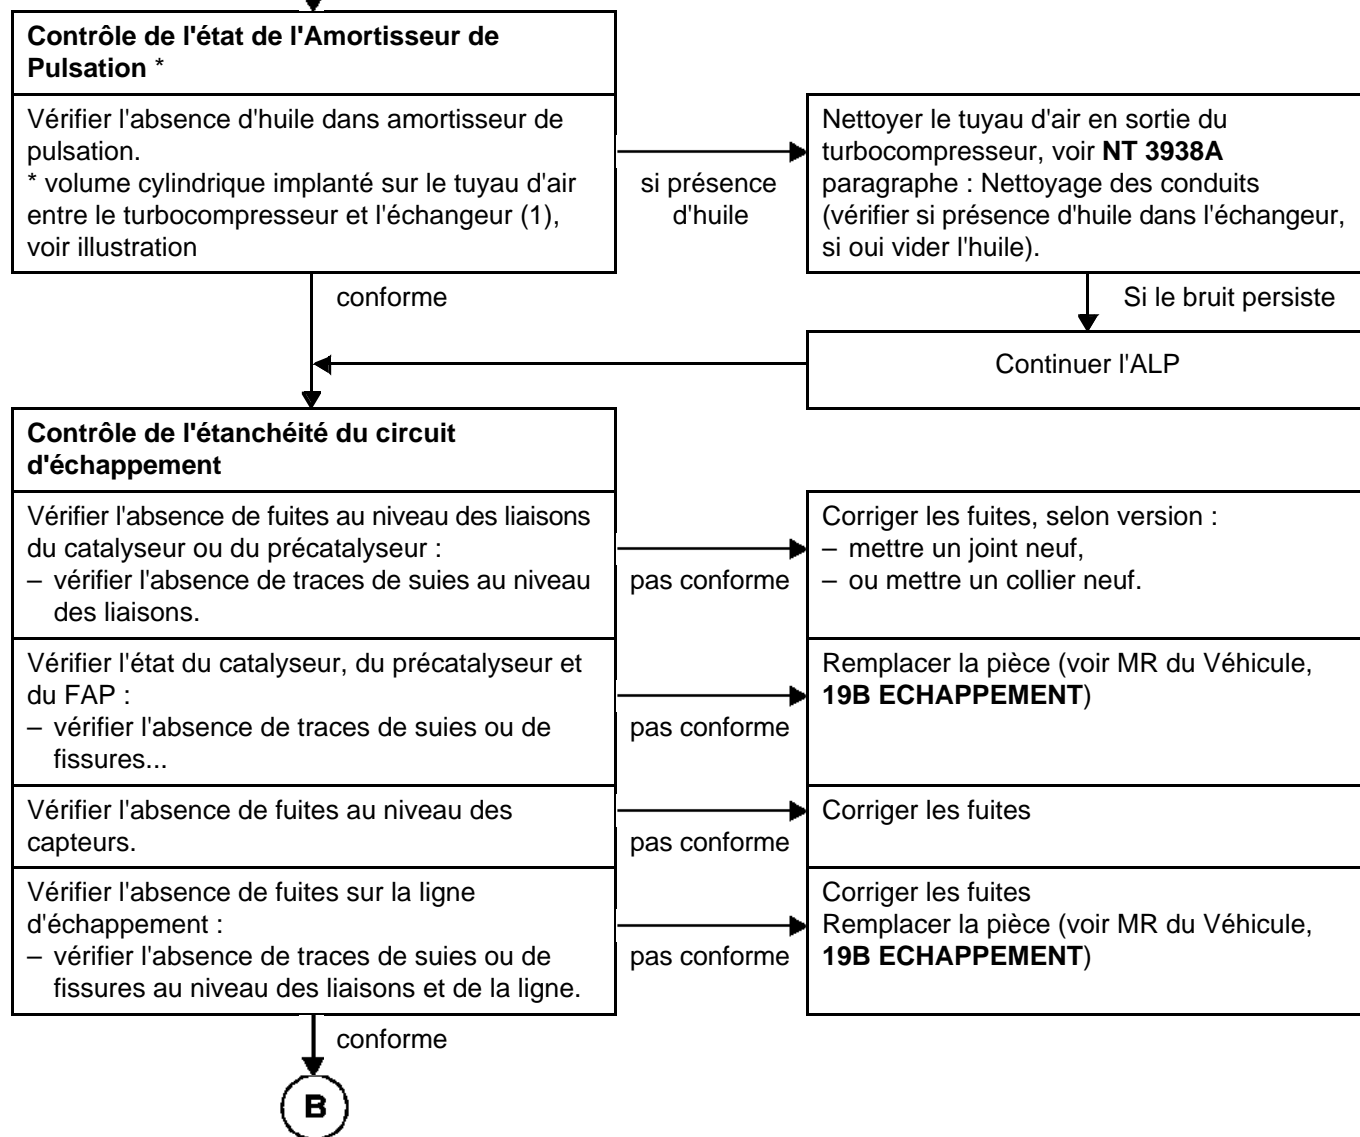 Contrôle de l'état de l'Amortisseur de
Pulsation *
Vérifier l'absence d'huile dans amortisseur de
pulsation.
* volume cylindrique implanté sur le tuyau d'air
entre le turbocompresseur et l'échangeur (1),
voir illustration
si présence
d'huile
Nettoyer le tuyau d'air en sortie du
turbocompresseur, voir NT 3938A
paragraphe : Nettoyage des conduits
(vérifier si présence d'huile dans l'échangeur,
si oui vider l'huile).
conforme
Si le bruit persiste
Continuer l'ALP
Contrôle de l'étanchéité du circuit
d'échappement
Vérifier l'absence de fuites au niveau des liaisons
du catalyseur ou du précatalyseur :
– vérifier l'absence de traces de suies au niveau
des liaisons.
pas conforme
Corriger les fuites, selon version :
– mettre un joint neuf,
– ou mettre un collier neuf.
Vérifier l'état du catalyseur, du précatalyseur et
du FAP :
– vérifier l'absence de traces de suies ou de
fissures...
pas conforme
Remplacer la pièce (voir MR du Véhicule,
19B ECHAPPEMENT)
Vérifier l'absence de fuites au niveau des
capteurs.
pas conforme
Corriger les fuites
Vérifier l'absence de fuites sur la ligne
d'échappement :
– vérifier l'absence de traces de suies ou de
fissures au niveau des liaisons et de la ligne.
pas conforme
Corriger les fuites
Remplacer la pièce (voir MR du Véhicule,
19B ECHAPPEMENT)
conforme
B